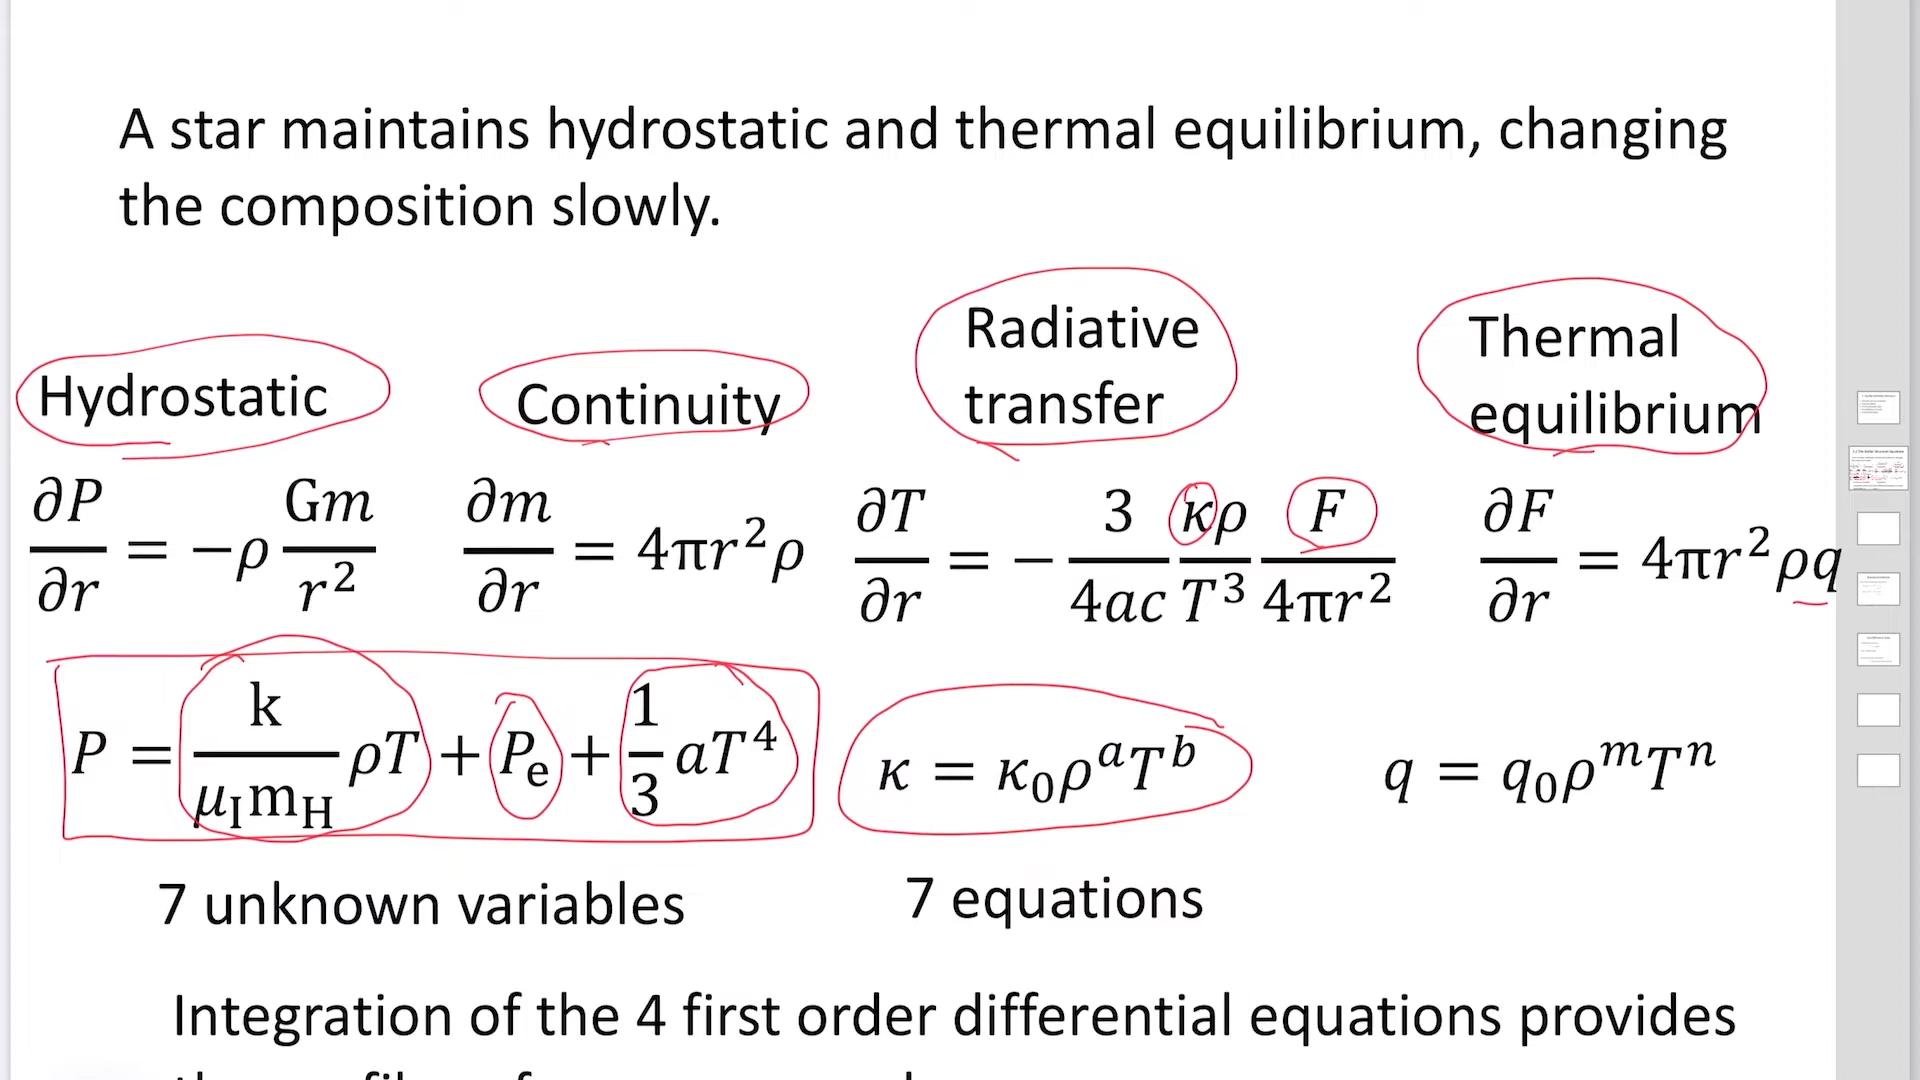 A star maintains hydrostatic and thermal equilibrium, changing
the composition slowly.
Hydrostatic
Continuity
Radiative
transfer
Thermal
equilibrium
∂P/∂r = −ρ Gm/r²
∂m/∂r = 4πr²ρ
∂T/∂r = − 3/4ac κρ/T³ F/4πr²
∂F/∂r = 4πr²ρq
P = k/μ_I m_H ρT + P_e + 1/3 aT⁴
κ = κ₀ρᵃTᵇ
q = q₀ρᵐTⁿ
7 unknown variables
7 equations
Integration of the 4 first order differential equations provides